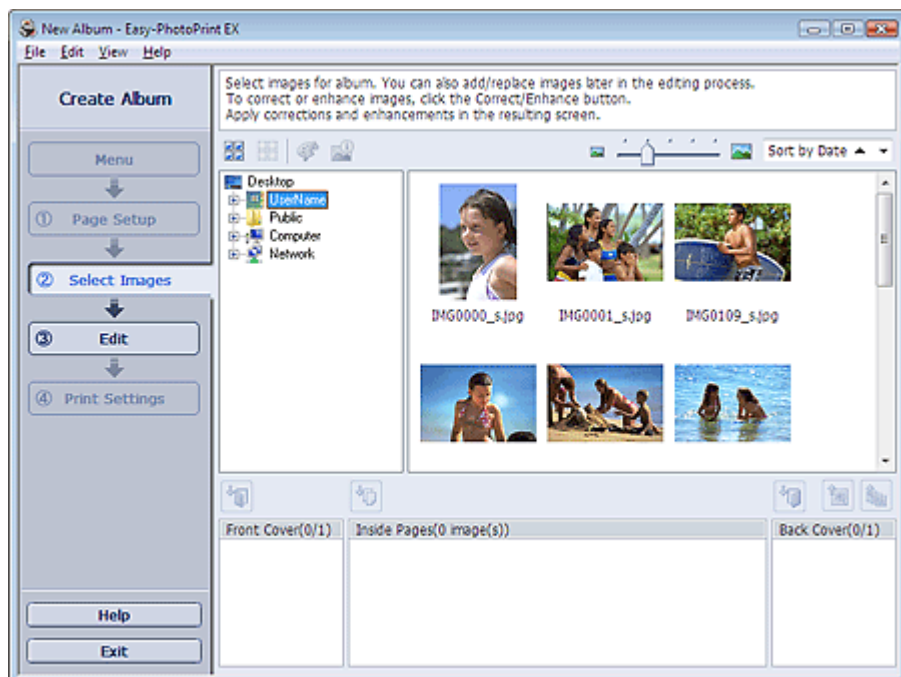 New Album - Easy-PhotoPrint EX
File Edit View Help
Create Album
Select images for album. You can also add/replace images later in the editing process.
To correct or enhance images, click the Correct/Enhance button.
Apply corrections and enhancements in the resulting screen.
Menu
① Page Setup
② Select Images
③ Edit
④ Print Settings
Help
Exit
Sort by Date
Desktop
UserName
Public
Computer
Network
IMG0000_s.jpg IMG0001_s.jpg IMG0109_s.jpg
Front Cover(0/1) Inside Pages(0 image(s)) Back Cover(0/1)